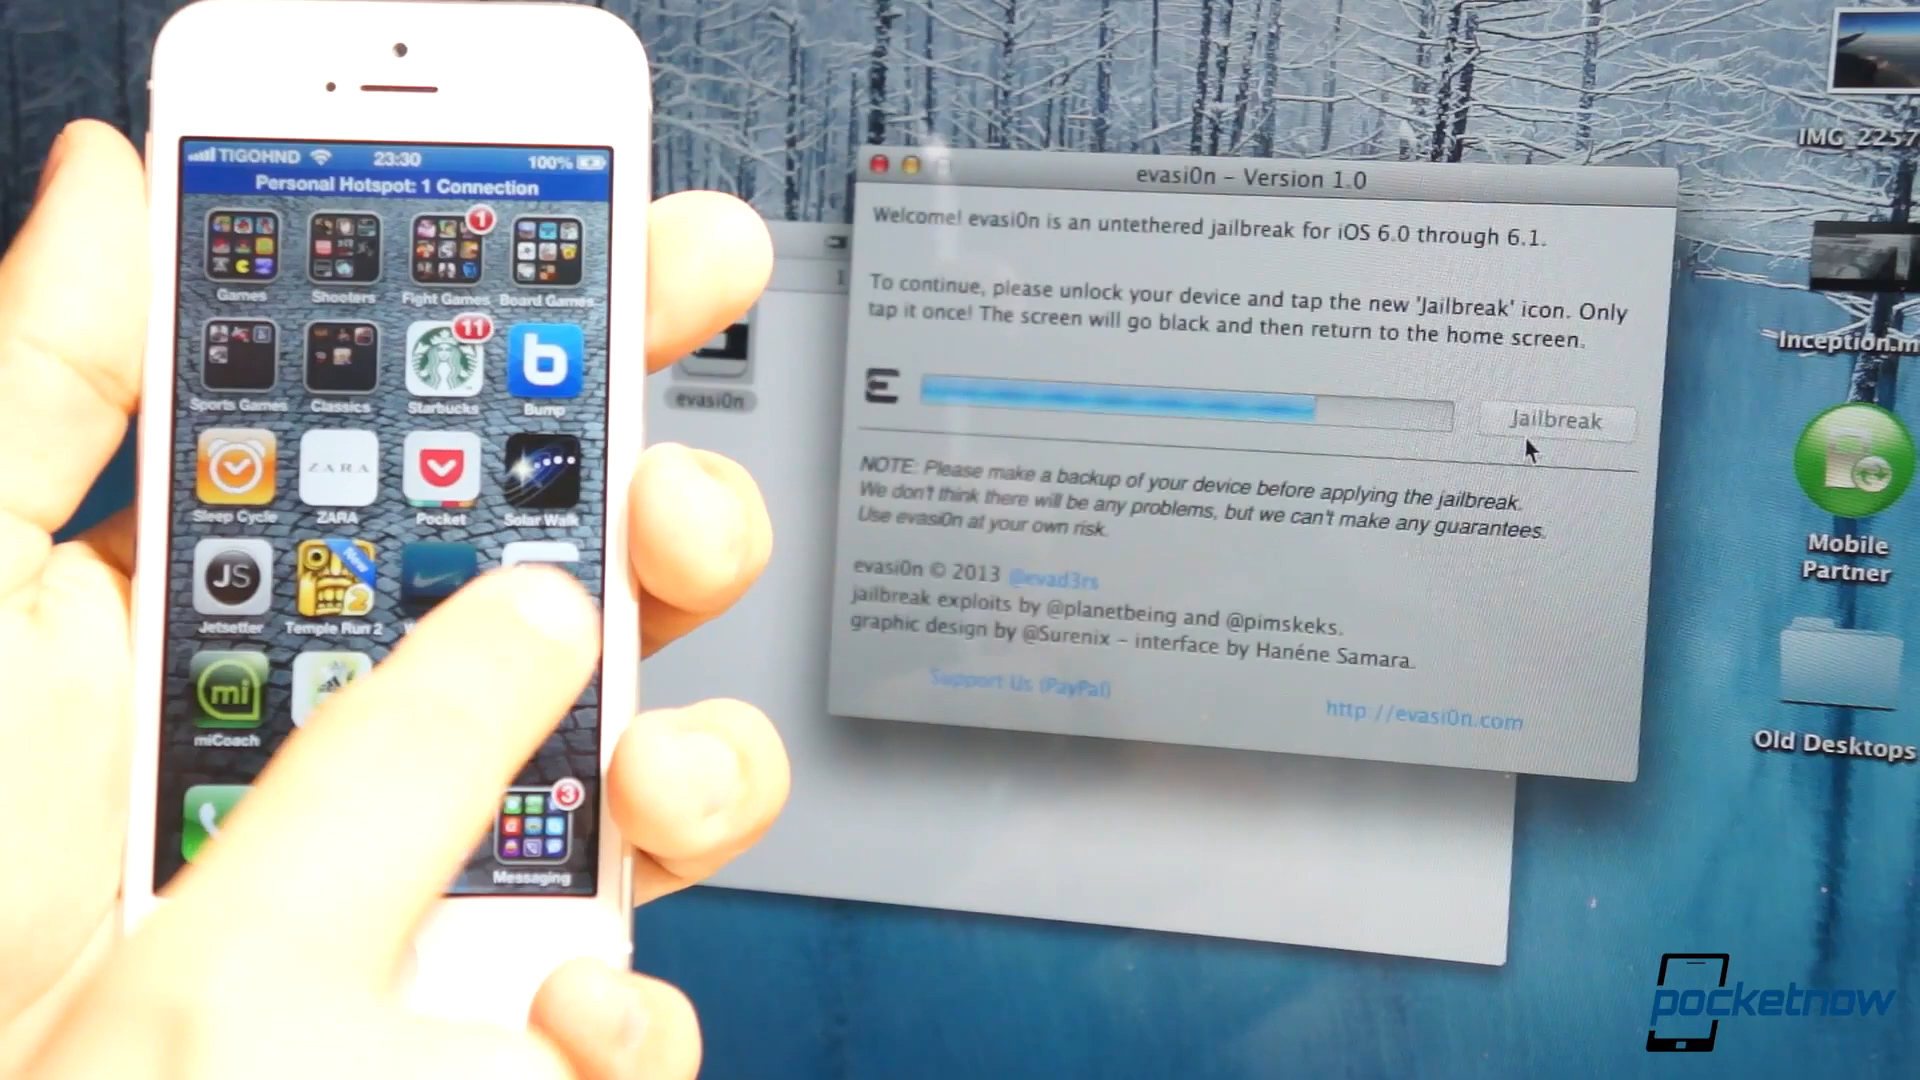 TIGOHND 23:30 100%
Personal Hotspot: 1 Connection
1
Games Shooters Fight Games Board Games
11
b
Sports Games Classics Starbucks Bump
ZARA
Sleep Cycle ZARA Pocket Solar Walk
JS New 2
Jetsetter Temple Run 2
mi
miCoach
3
Messaging
evasi0n
evasi0n – Version 1.0
Welcome! evasi0n is an untethered jailbreak for iOS 6.0 through 6.1.
To continue, please unlock your device and tap the new 'Jailbreak' icon. Only
tap it once! The screen will go black and then return to the home screen.
Jailbreak
NOTE: Please make a backup of your device before applying the jailbreak.
We don't think there will be any problems, but we can't make any guarantees.
Use evasi0n at your own risk.
evasi0n © 2013 @evad3rs
jailbreak exploits by @planetbeing and @pimskeks.
graphic design by @Surenix – interface by Hanéne Samara.
Support Us (PayPal)
http://evasi0n.com
IMG_2257
Inception.m
Mobile
Partner
Old Desktops
pocketnow